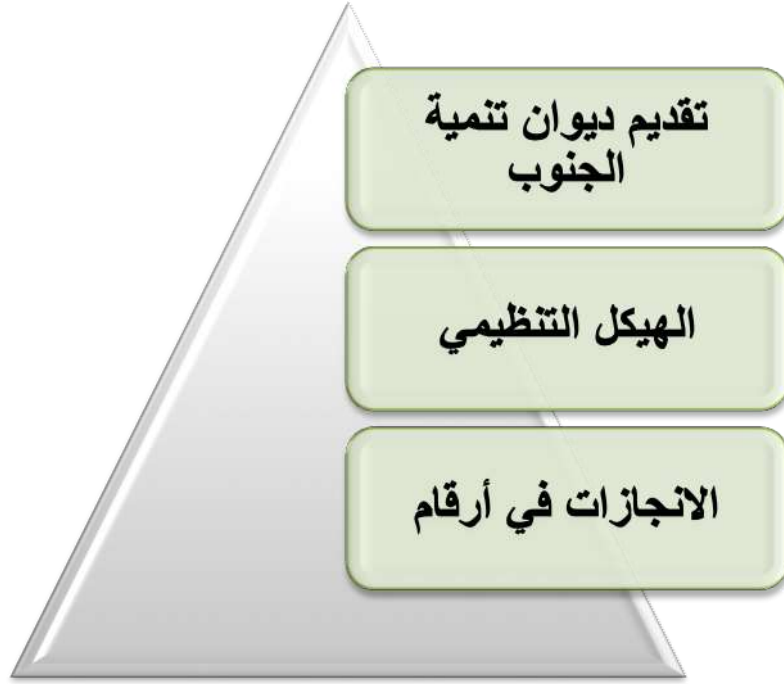 تقديم ديوان تنمية
الجنوب
الهيكل التنظيمي
الانجازات في أرقام